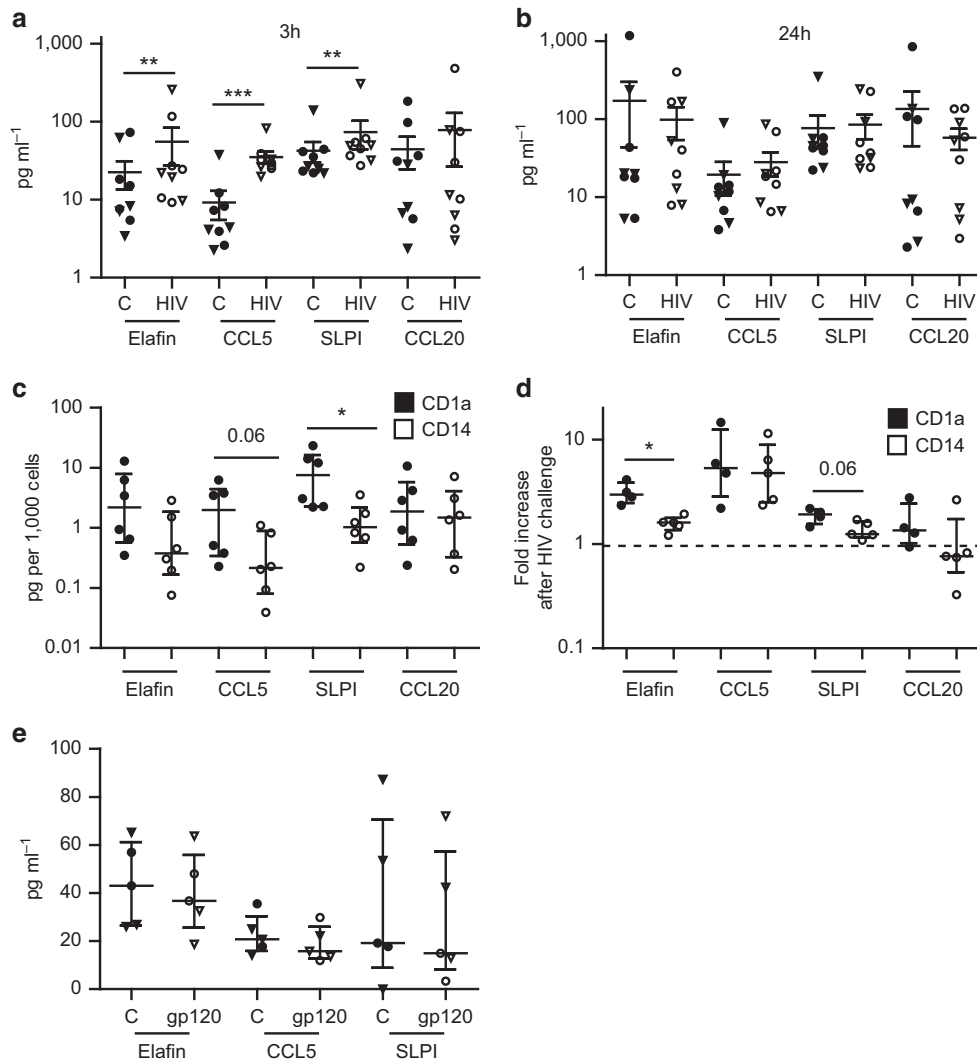 a
3h
1,000
100
10
1
pg ml⁻¹
** *** **
C HIV C HIV C HIV C HIV
Elafin CCL5 SLPI CCL20
b
24h
1,000
100
10
1
pg ml⁻¹
C HIV C HIV C HIV C HIV
Elafin CCL5 SLPI CCL20
c
CD1a
CD14
100
10
1
0.1
0.01
pg per 1,000 cells
0.06 *
Elafin CCL5 SLPI CCL20
d
CD1a
CD14
10
1
0.1
Fold increase
after HIV challenge
* 0.06
Elafin CCL5 SLPI CCL20
e
100
80
60
40
20
0
pg ml⁻¹
C gp120 C gp120 C gp120
Elafin CCL5 SLPI